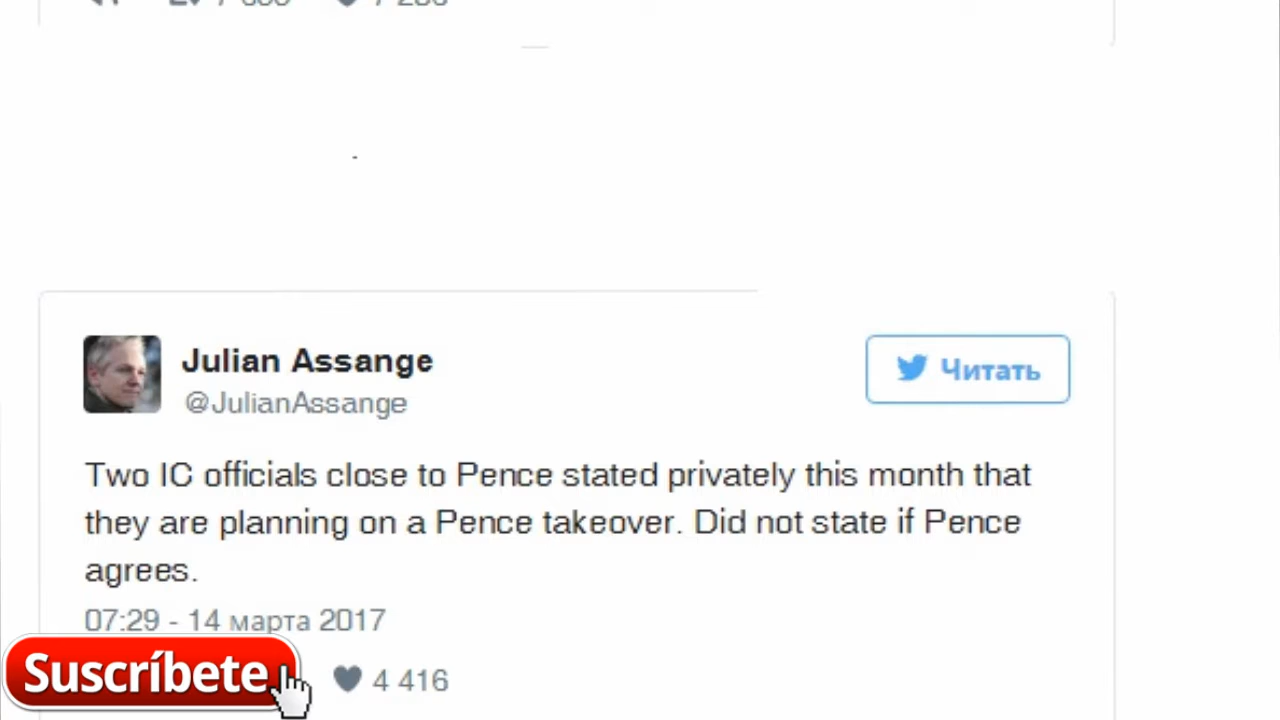 Julian Assange
@JulianAssange
Читать
Two IC officials close to Pence stated privately this month that
they are planning on a Pence takeover. Did not state if Pence
agrees.
07:29 - 14 марта 2017
Suscríbete
4 416